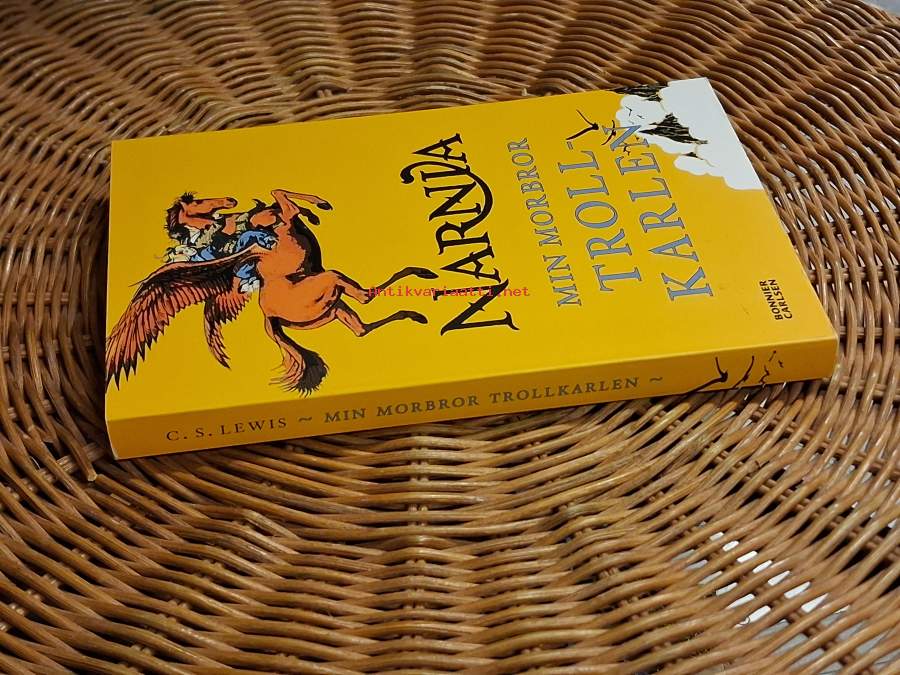 NARNIA
MIN MORBROR
TROLL-
KARLEN
BONNIER
CARLSEN
C. S. LEWIS ~ MIN MORBROR TROLLKARLEN ~
antikvariaatti.net